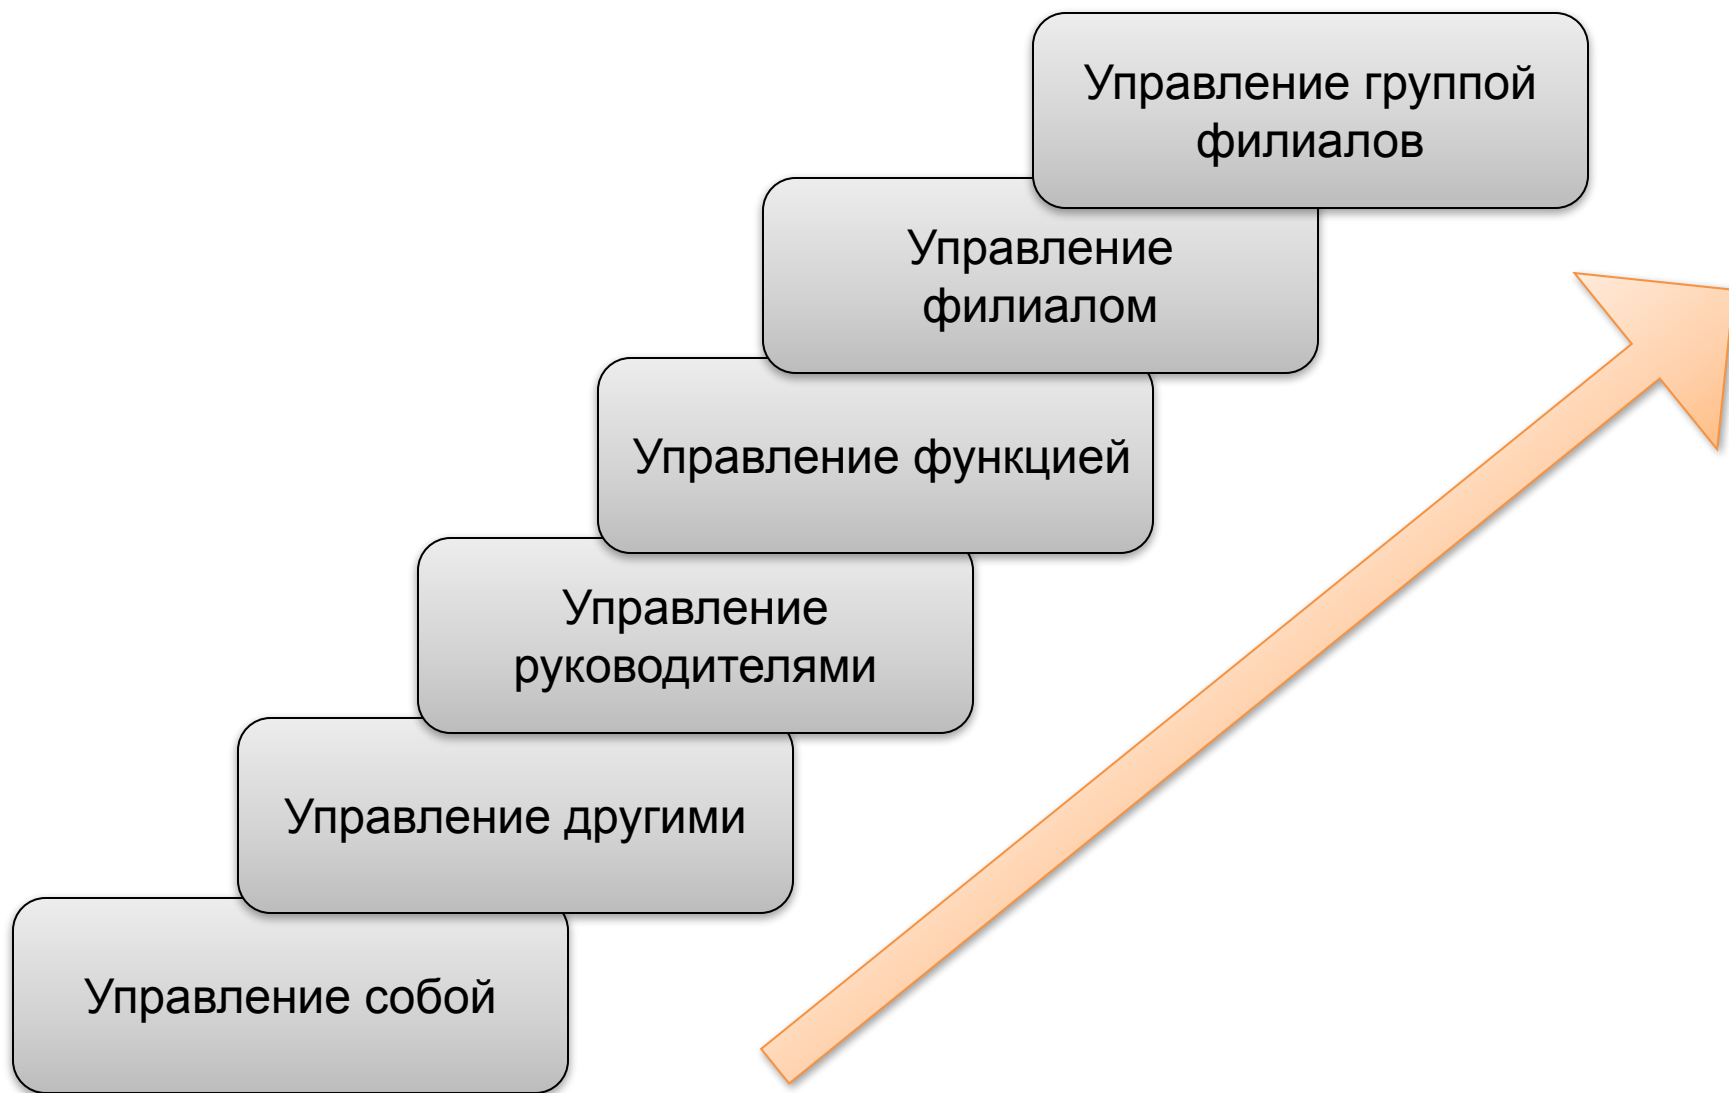 Управление группой
филиалов
Управление
филиалом
Управление функцией
Управление
руководителями
Управление другими
Управление собой